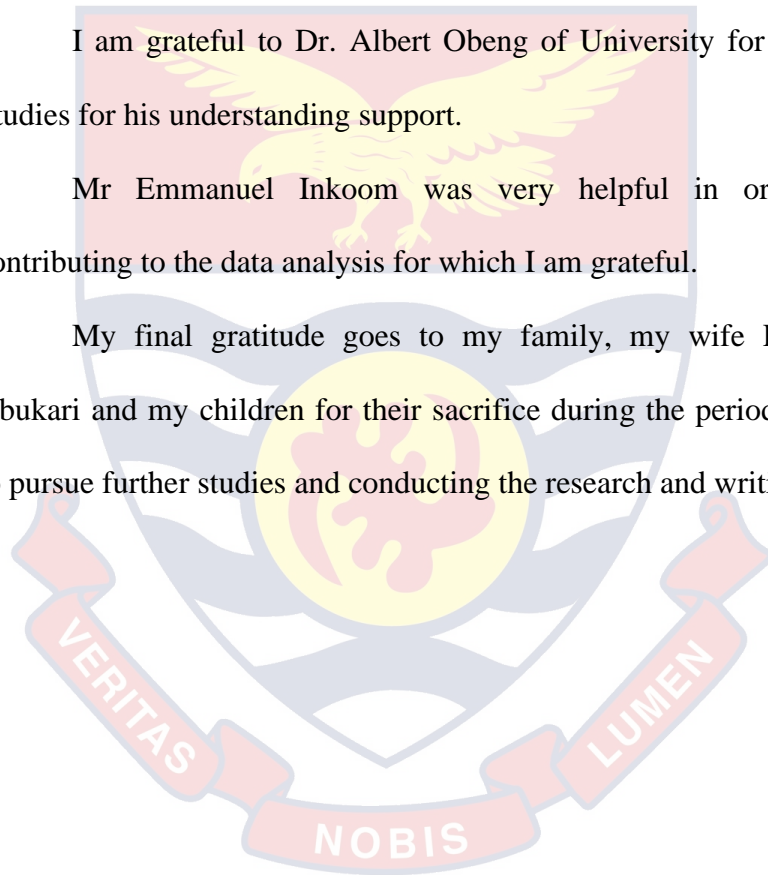 I am grateful to Dr. Albert Obeng of University for
tudies for his understanding support.
Mr Emmanuel Inkoom was very helpful in or
ontributing to the data analysis for which I am grateful.
My final gratitude goes to my family, my wife
bukari and my children for their sacrifice during the period
pursue further studies and conducting the research and writi
VERITAS
NOBIS
LUMEN